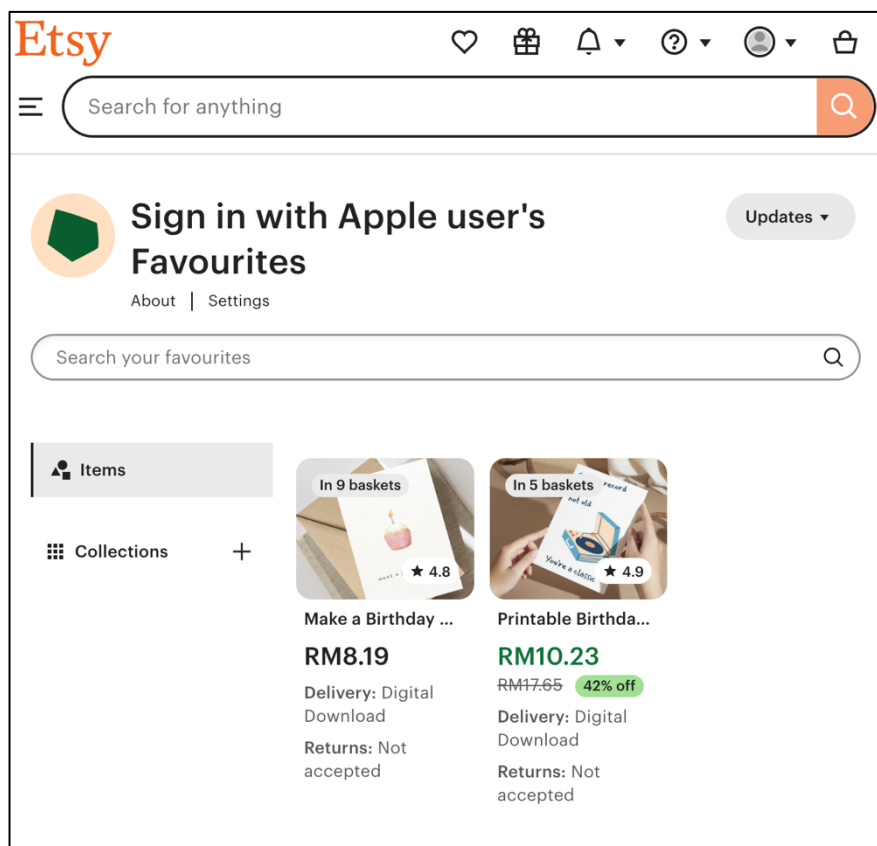 Etsy
Search for anything
Sign in with Apple user's
Favourites
Updates
About | Settings
Search your favourites
Items
Collections
In 9 baskets
MAKE A
4.8
Make a Birthday ...
RM8.19
Delivery: Digital
Download
Returns: Not
accepted
In 5 baskets
record
not old
You're a classic
4.9
Printable Birthda...
RM10.23
RM17.65 42% off
Delivery: Digital
Download
Returns: Not
accepted